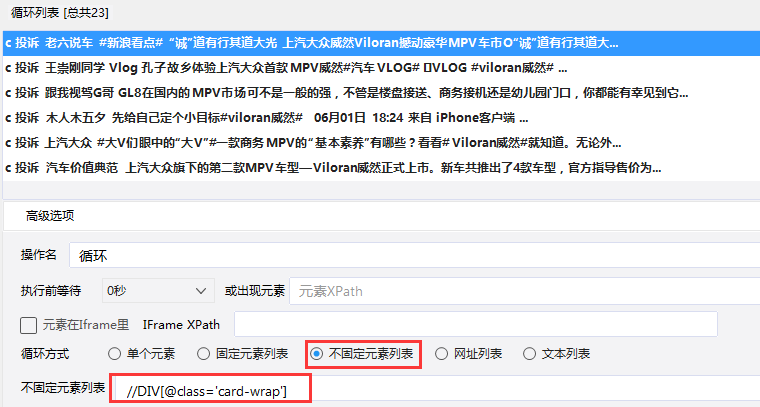 循环列表 [总共23]
c 投诉 老六说车 #新浪看点# “诚”道有行其道大光 上汽大众威然Viloran撼动豪华MPV车市O“诚”道有行其道大...
c 投诉 王崇刚同学 Vlog 孔子故乡体验上汽大众首款MPV威然#汽车VLOG# VLOG #viloran威然# ...
c 投诉 跟我视驾G哥 GL8在国内的MPV市场可不是一般的强，不管是楼盘接送、商务接机还是幼儿园门口，你都能有幸见到它...
c 投诉 木人木五夕 先给自己定个小目标#viloran威然# 06月01日 18:24 来自 iPhone客户端 ...
c 投诉 上汽大众 #大V们眼中的“大V”#一款商务MPV的“基本素养”有哪些？看看#Viloran威然#就知道。无论外...
c 投诉 汽车价值典范 上汽大众旗下的第二款MPV车型—Viloran威然正式上市。新车共推出了4款车型，官方指导售价为...
高级选项
操作名 循环
执行前等待 0秒 或出现元素 元素XPath
元素在Iframe里 IFrame XPath
循环方式 单个元素 固定元素列表 不固定元素列表 网址列表 文本列表
不固定元素列表 //DIV[@class='card-wrap']